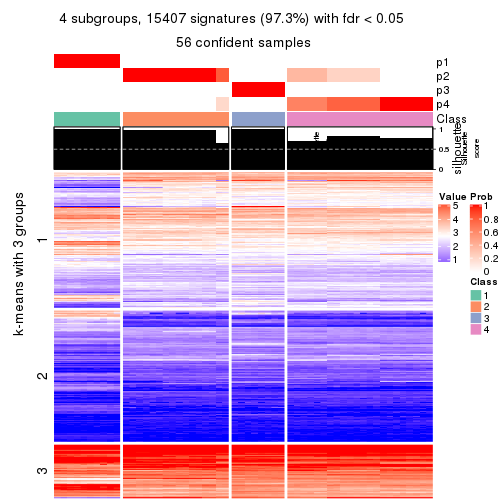 4 subgroups, 15407 signatures (97.3%) with fdr < 0.05
56 confident samples
p1
p2
p3
p4
Class
1
0.5
0
silhouette
Silhouette
score
k-means with 3 groups
1
2
3
Value
5
4
3
2
1
Prob
1
0.8
0.6
0.4
0.2
0
Class
1
2
3
4